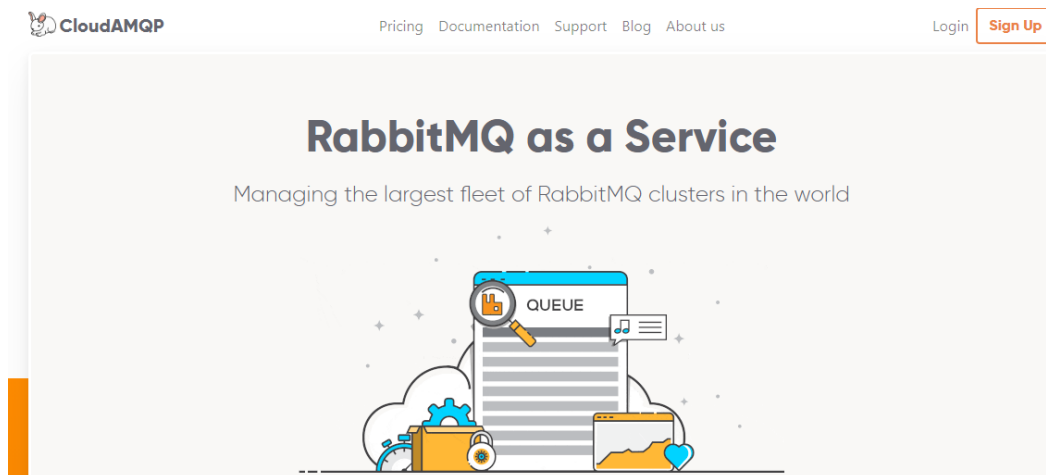 CloudAMQP
Pricing Documentation Support Blog About us
Login Sign Up
RabbitMQ as a Service
Managing the largest fleet of RabbitMQ clusters in the world
QUEUE